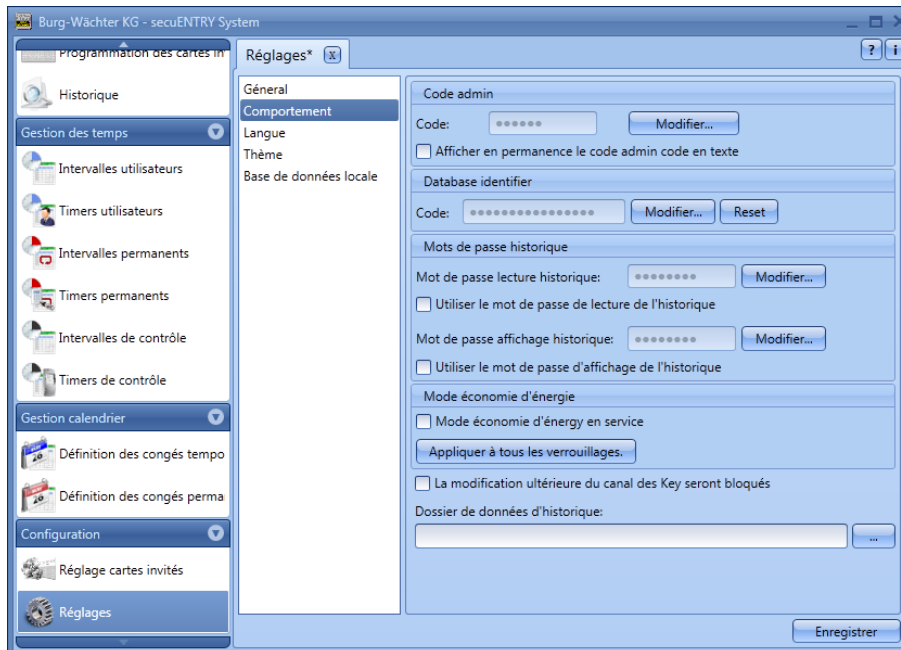 Burg-Wächter KG - secuENTRY System
Programmation des cartes in
Historique
Gestion des temps
Intervalles utilisateurs
Timers utilisateurs
Intervalles permanents
Timers permanents
Intervalles de contrôle
Timers de contrôle
Gestion calendrier
Définition des congés tempo
Définition des congés perma
Configuration
Réglage cartes invités
Réglages
Réglages* x
? i
Géneral
Comportement
Langue
Thème
Base de données locale
Code admin
Code: ●●●●●● Modifier...
Afficher en permanence le code admin code en texte
Database identifier
Code: ●●●●●●●●●●●●●●●● Modifier... Reset
Mots de passe historique
Mot de passe lecture historique: ●●●●●●●● Modifier...
Utiliser le mot de passe de lecture de l'historique
Mot de passe affichage historique: ●●●●●●●● Modifier...
Utiliser le mot de passe d'affichage de l'historique
Mode économie d'énergie
Mode économie d'énergy en service
Appliquer à tous les verrouillages.
La modification ultérieure du canal des Key seront bloqués
Dossier de données d'historique:
...
Enregistrer